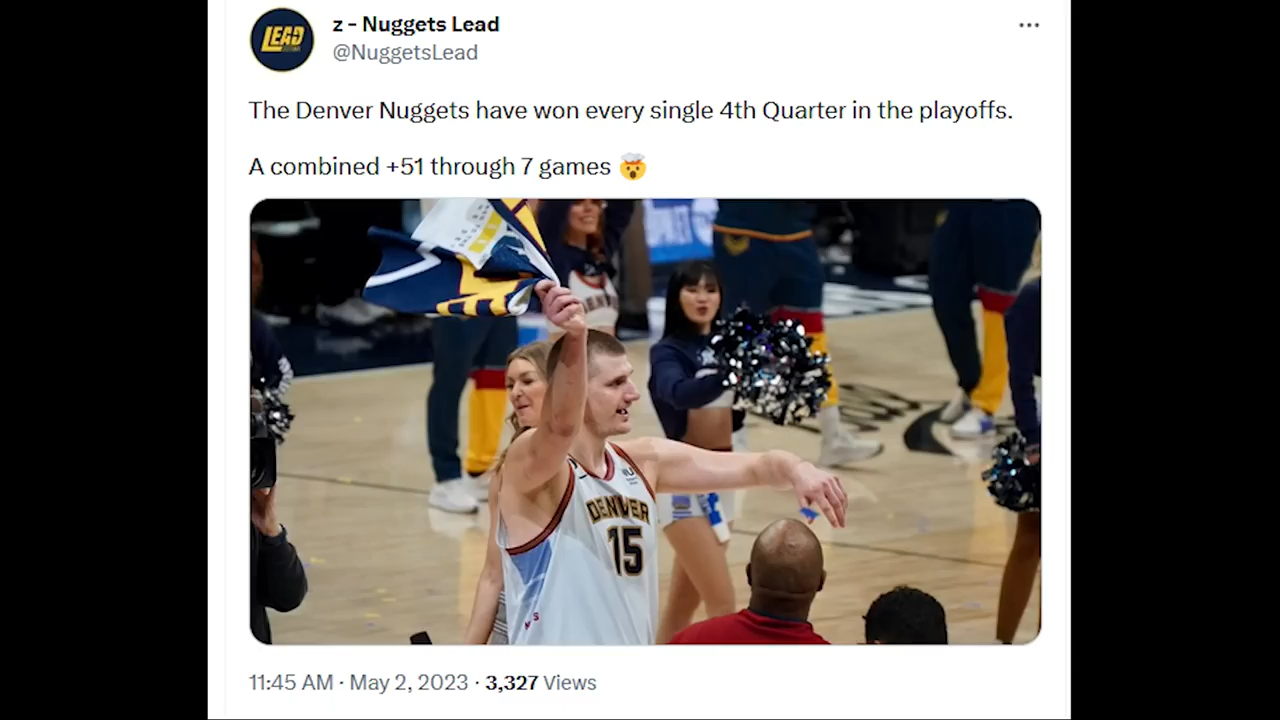 LEAD
z - Nuggets Lead
@NuggetsLead
The Denver Nuggets have won every single 4th Quarter in the playoffs.
A combined +51 through 7 games 🤯
DENVER
15
11:45 AM · May 2, 2023 · 3,327 Views